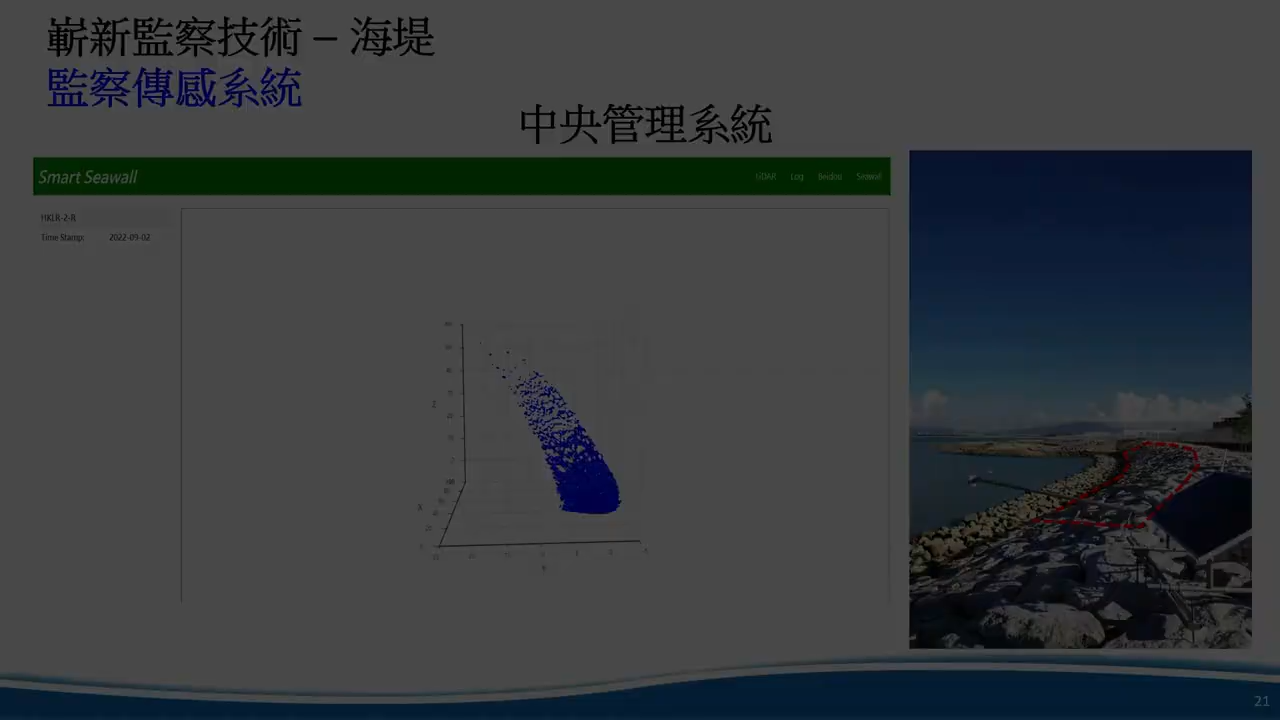 嶄新監察技術 – 海堤
監察傳感系統
中央管理系統
Smart Seawall
LiDAR Log Beidou Seawall
HKLR-2-R
Time Stamp: 2022-09-02
Z
X
21